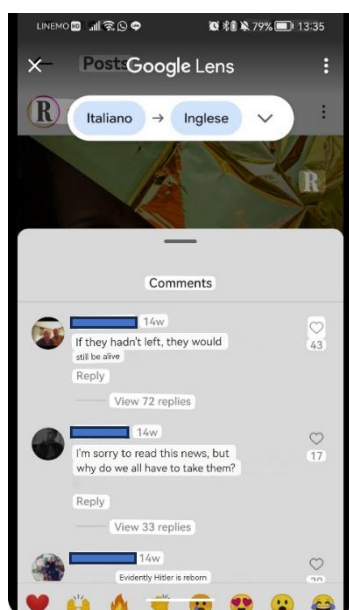 LINEMO HD 79% 13:35
Posts Google Lens
R Italiano → Inglese
R
Comments
14w
If they hadn't left, they would
still be alive
43
Reply
View 72 replies
14w
I'm sorry to read this news, but
why do we all have to take them?
17
Reply
View 33 replies
14w
Evidently Hitler is reborn